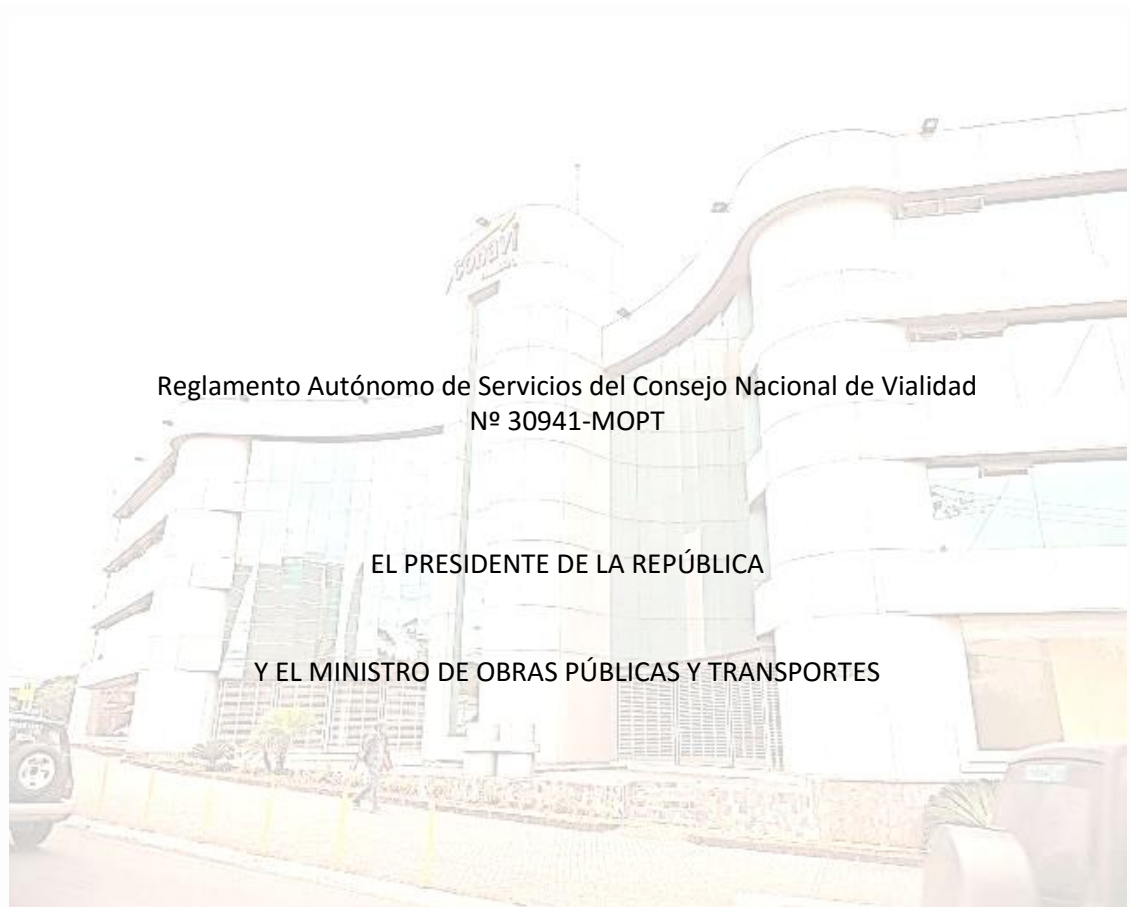 conavi
Reglamento Autónomo de Servicios del Consejo Nacional de Vialidad
Nº 30941-MOPT
EL PRESIDENTE DE LA REPÚBLICA
Y EL MINISTRO DE OBRAS PÚBLICAS Y TRANSPORTES